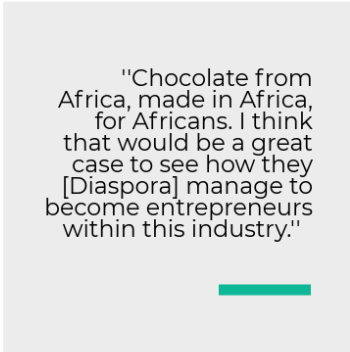 ''Chocolate from
Africa, made in Africa,
for Africans. I think
that would be a great
case to see how they
[Diaspora] manage to
become entrepreneurs
within this industry.''